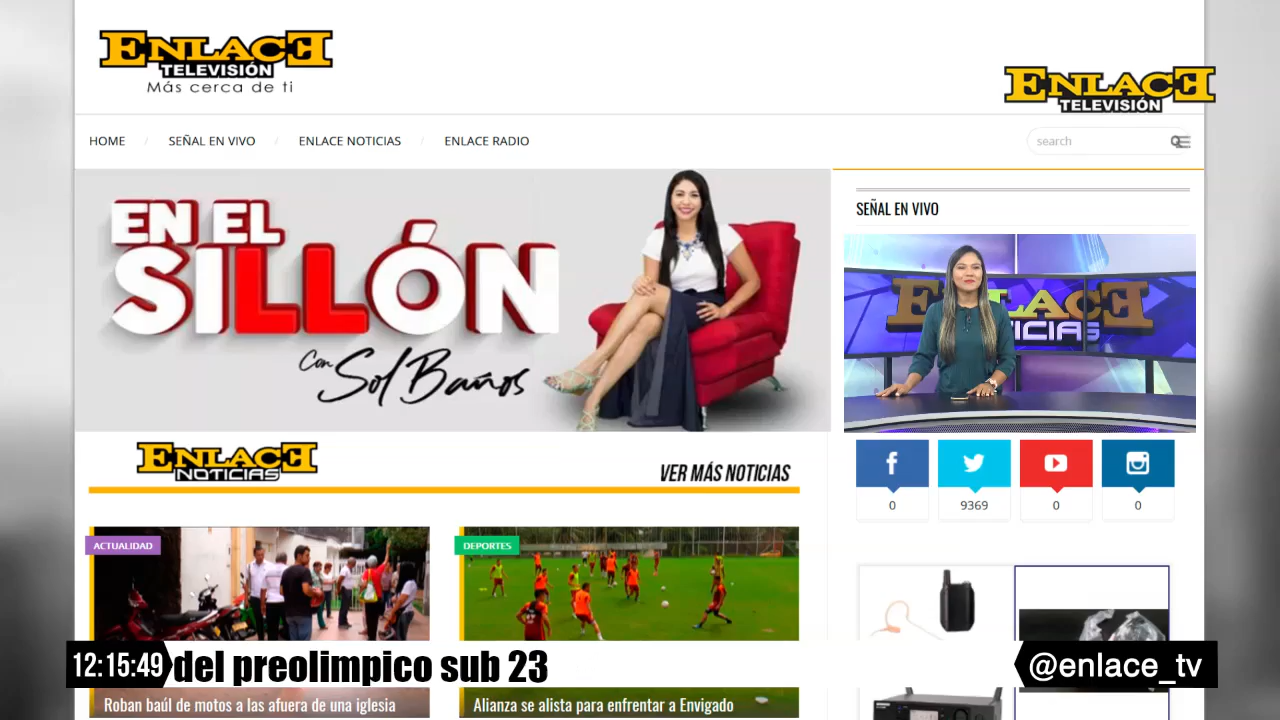 ENLACE
TELEVISIÓN
Más cerca de ti
ENLACE
TELEVISIÓN
HOME / SEÑAL EN VIVO / ENLACE NOTICIAS / ENLACE RADIO
search
EN EL
SILLÓN
Con Sol Baños
SEÑAL EN VIVO
ENLACE
NOTICIAS
f
0
9369
0
0
ENLACE
NOTICIAS
VER MÁS NOTICIAS
ACTUALIDAD
DEPORTES
12:15:49
del preolimpico sub 23
@enlace_tv
Roban baúl de motos a las afuera de una iglesia
Alianza se alista para enfrentar a Envigado